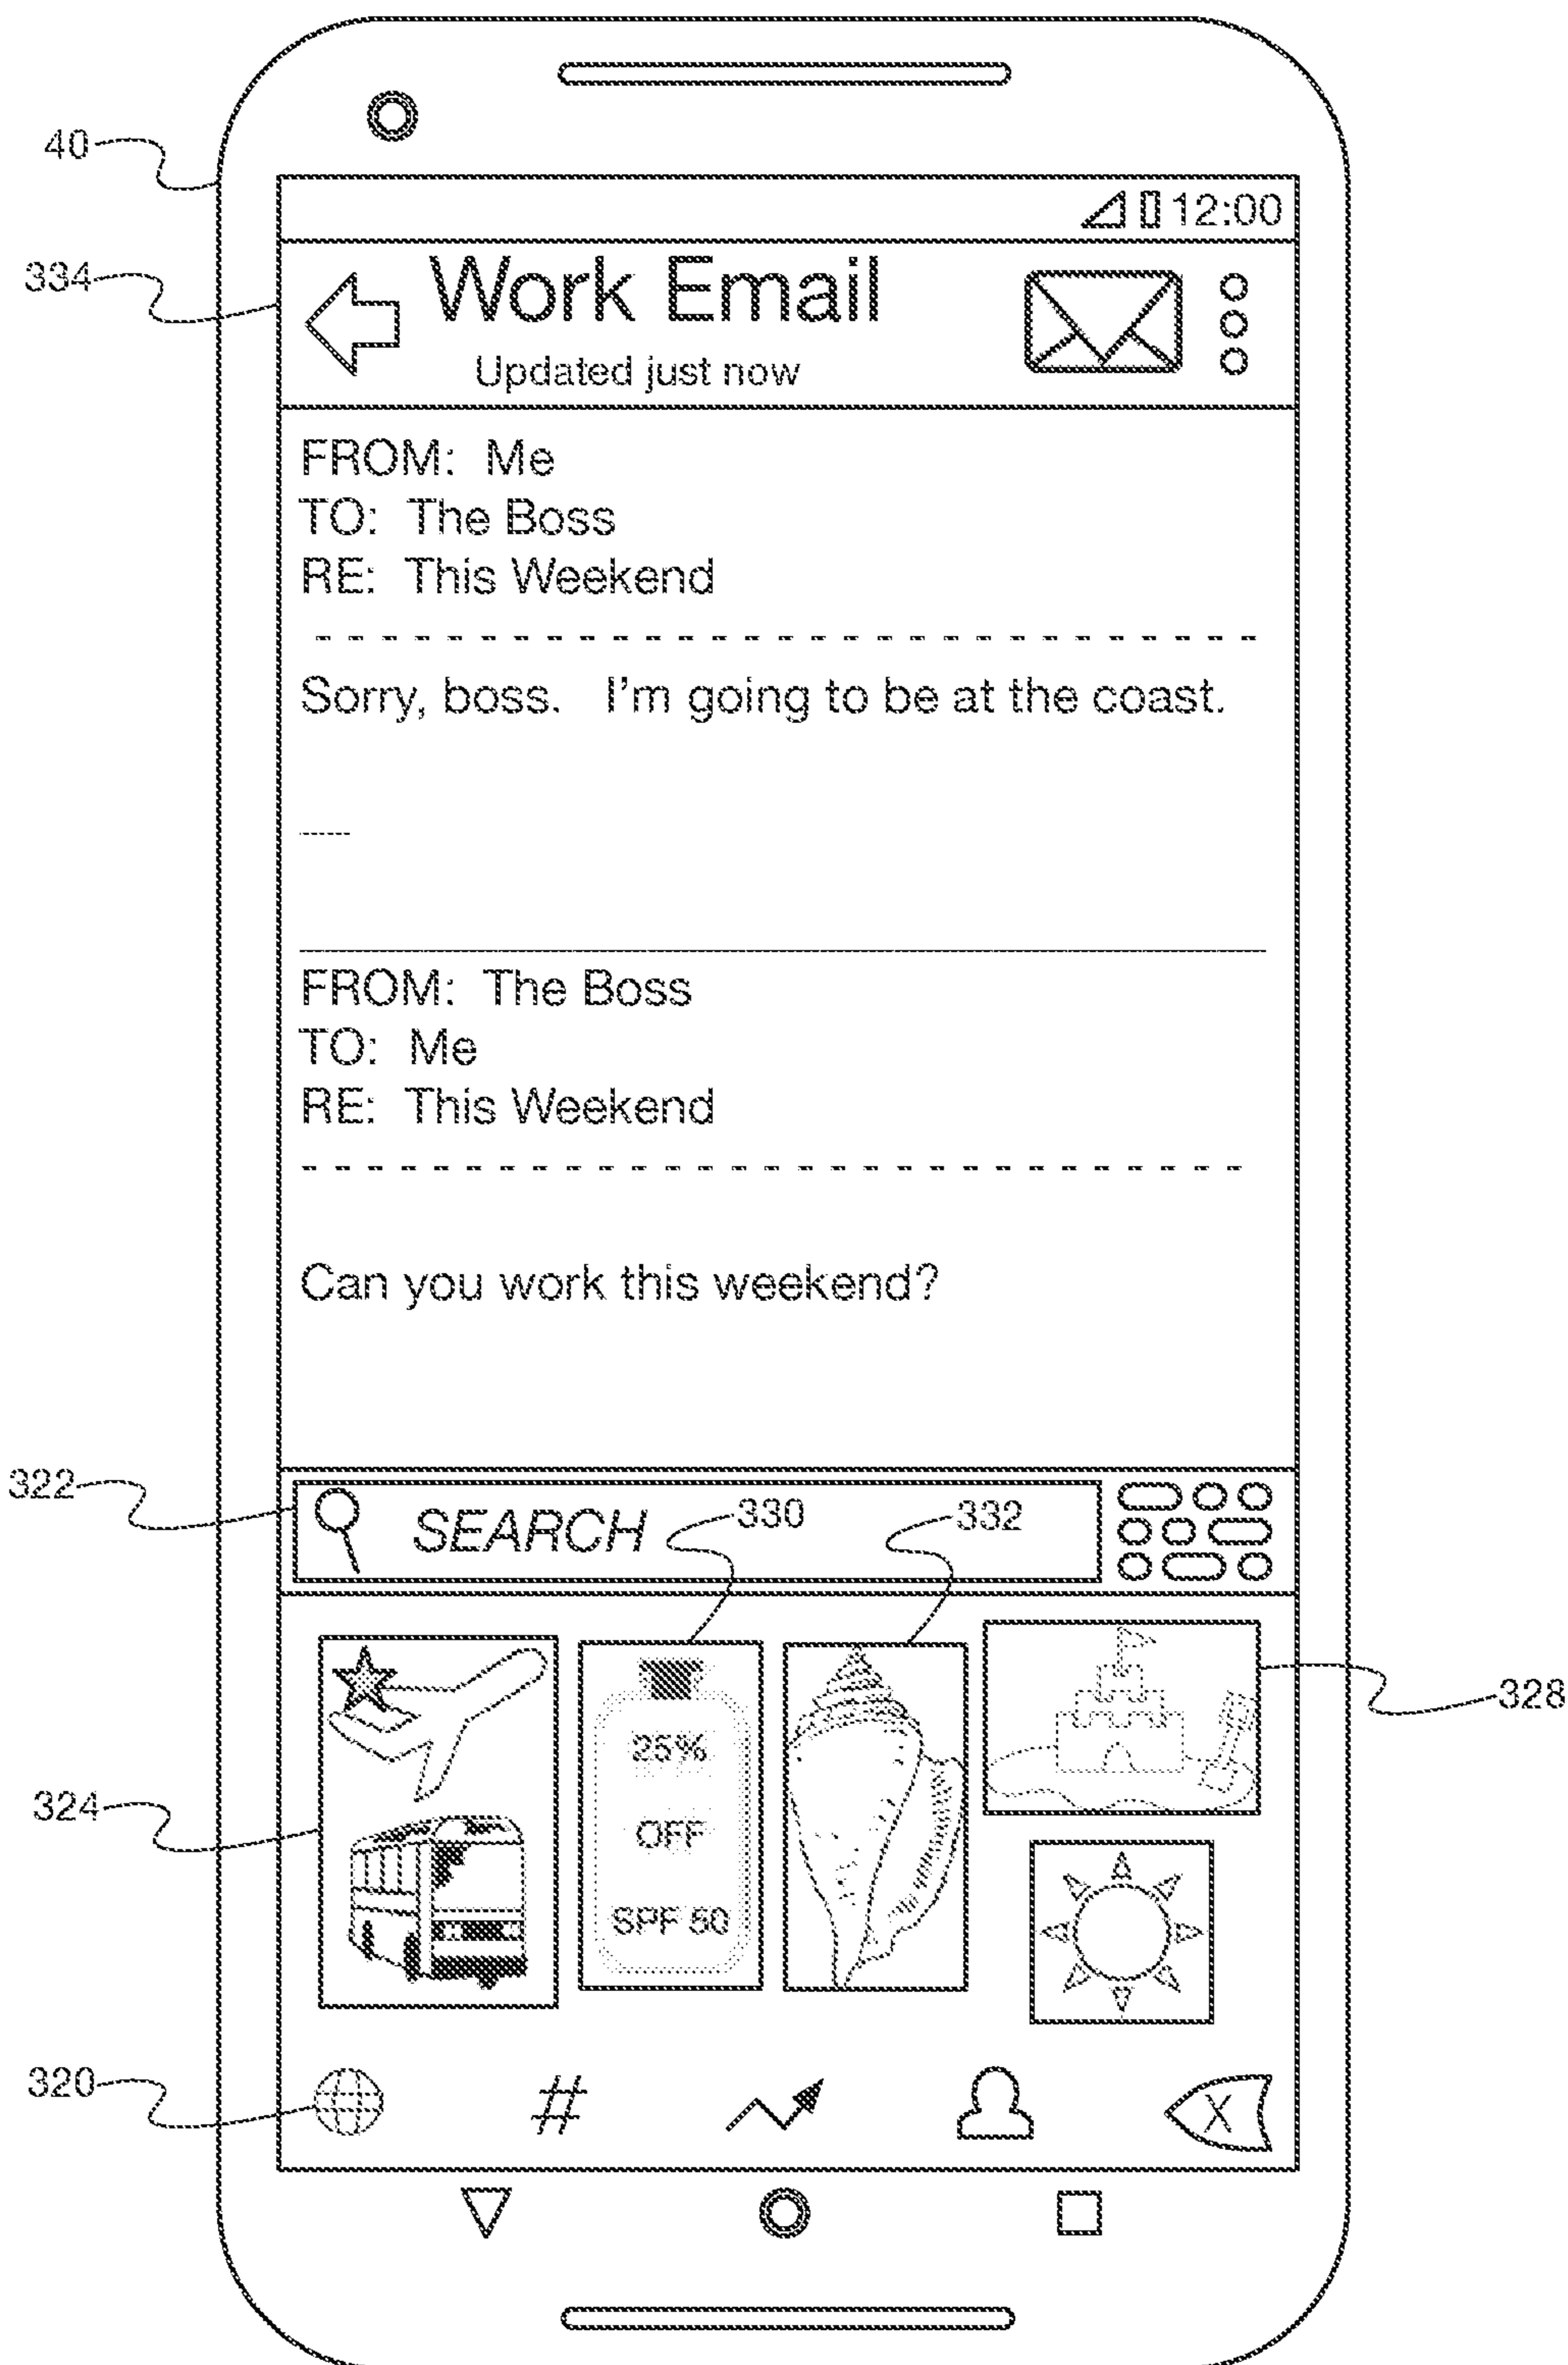 40
12:00
334
Work Email
Updated just now
FROM: Me
TO: The Boss
RE: This Weekend
Sorry, boss. I'm going to be at the coast.
FROM: The Boss
TO: Me
RE: This Weekend
Can you work this weekend?
322
SEARCH
330
332
328
25%
OFF
SPF 50
324
320
#
X